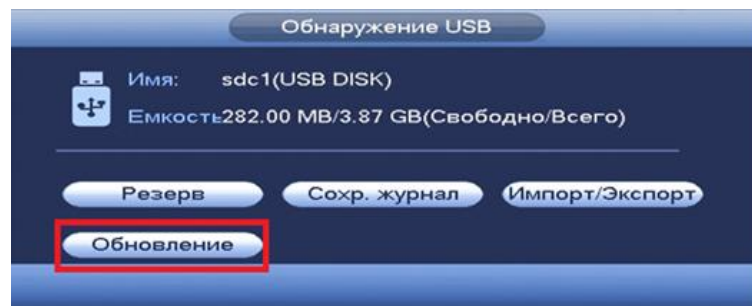 Обнаружение USB
Имя: sdc1(USB DISK)
Емкость282.00 MB/3.87 GB(Свободно/Всего)
Резерв Сохр. журнал Импорт/Экспорт
Обновление